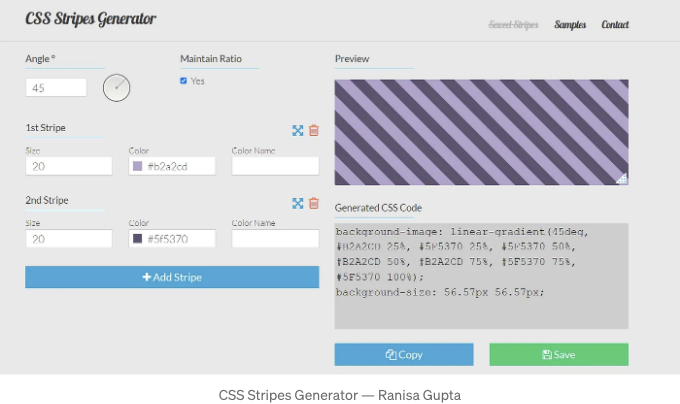 CSS Stripes Generator
Saved Stripes Samples Contact
Angle ° Maintain Ratio
45 Yes
1st Stripe
Size Color Color Name
20 #b2a2cd
2nd Stripe
Size Color Color Name
20 #5f5370
Add Stripe
Preview
Generated CSS Code
background-image: linear-gradient(45deg,
#B2A2CD 25%, #5F5370 25%, #5F5370 50%,
#B2A2CD 50%, #B2A2CD 75%, #5F5370 75%,
#5F5370 100%);
background-size: 56.57px 56.57px;
Copy Save
CSS Stripes Generator — Ranisa Gupta